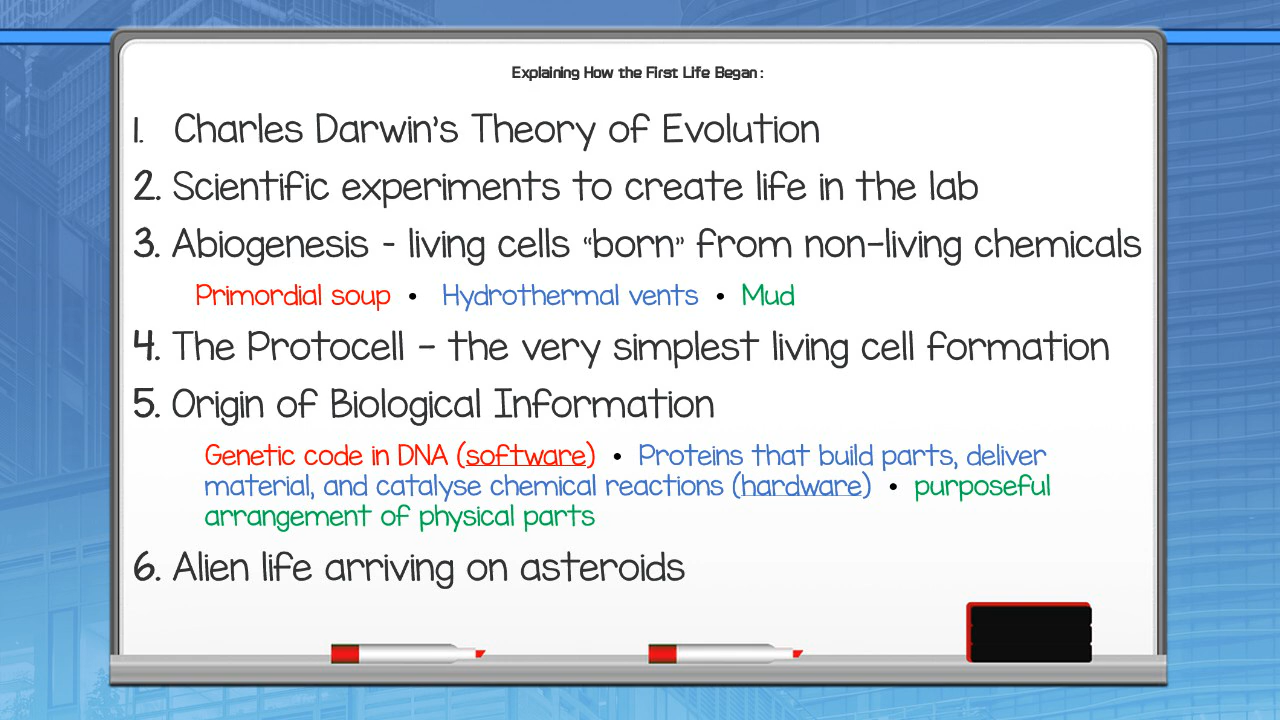 Explaining How the First Life Began:
1. Charles Darwin's Theory of Evolution
2. Scientific experiments to create life in the lab
3. Abiogenesis - living cells “born” from non-living chemicals
Primordial soup • Hydrothermal vents • Mud
4. The Protocell – the very simplest living cell formation
5. Origin of Biological Information
Genetic code in DNA (software) • Proteins that build parts, deliver
material, and catalyse chemical reactions (hardware) • purposeful
arrangement of physical parts
6. Alien life arriving on asteroids